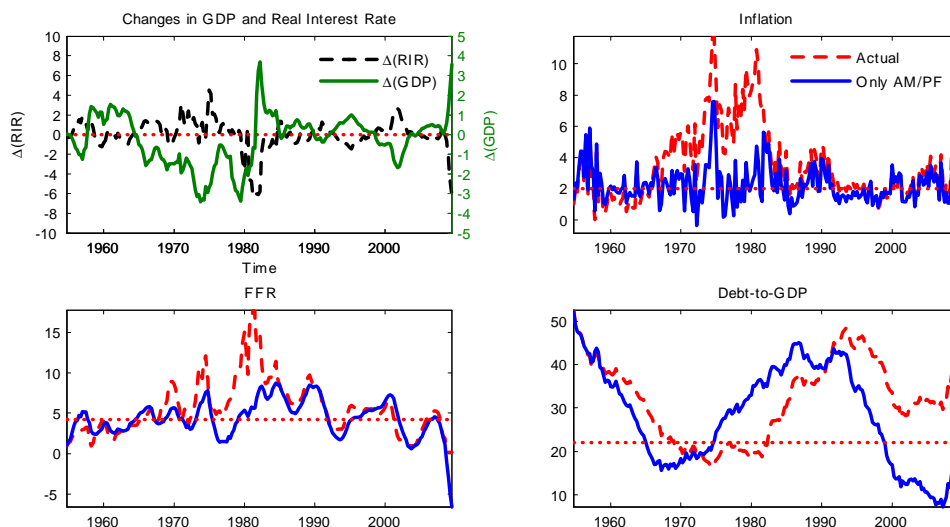 Changes in GDP and Real Interest Rate
10
8
6
4
2
0
-2
-4
-6
-8
-10
Δ(RIR)
Δ(RIR)
Δ(GDP)
5
4
3
2
1
0
-1
-2
-3
-4
-5
Δ(GDP)
1960 1970 1980 1990 2000
Time
Inflation
10
8
6
4
2
0
Actual
Only AM/PF
1960 1970 1980 1990 2000
FFR
15
10
5
0
-5
1960 1970 1980 1990 2000
Debt-to-GDP
50
40
30
20
10
1960 1970 1980 1990 2000